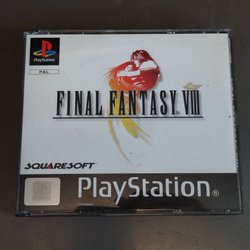 PlayStation
PAL
FINAL FANTASY VIII
SQUARESOFT
PlayStation®